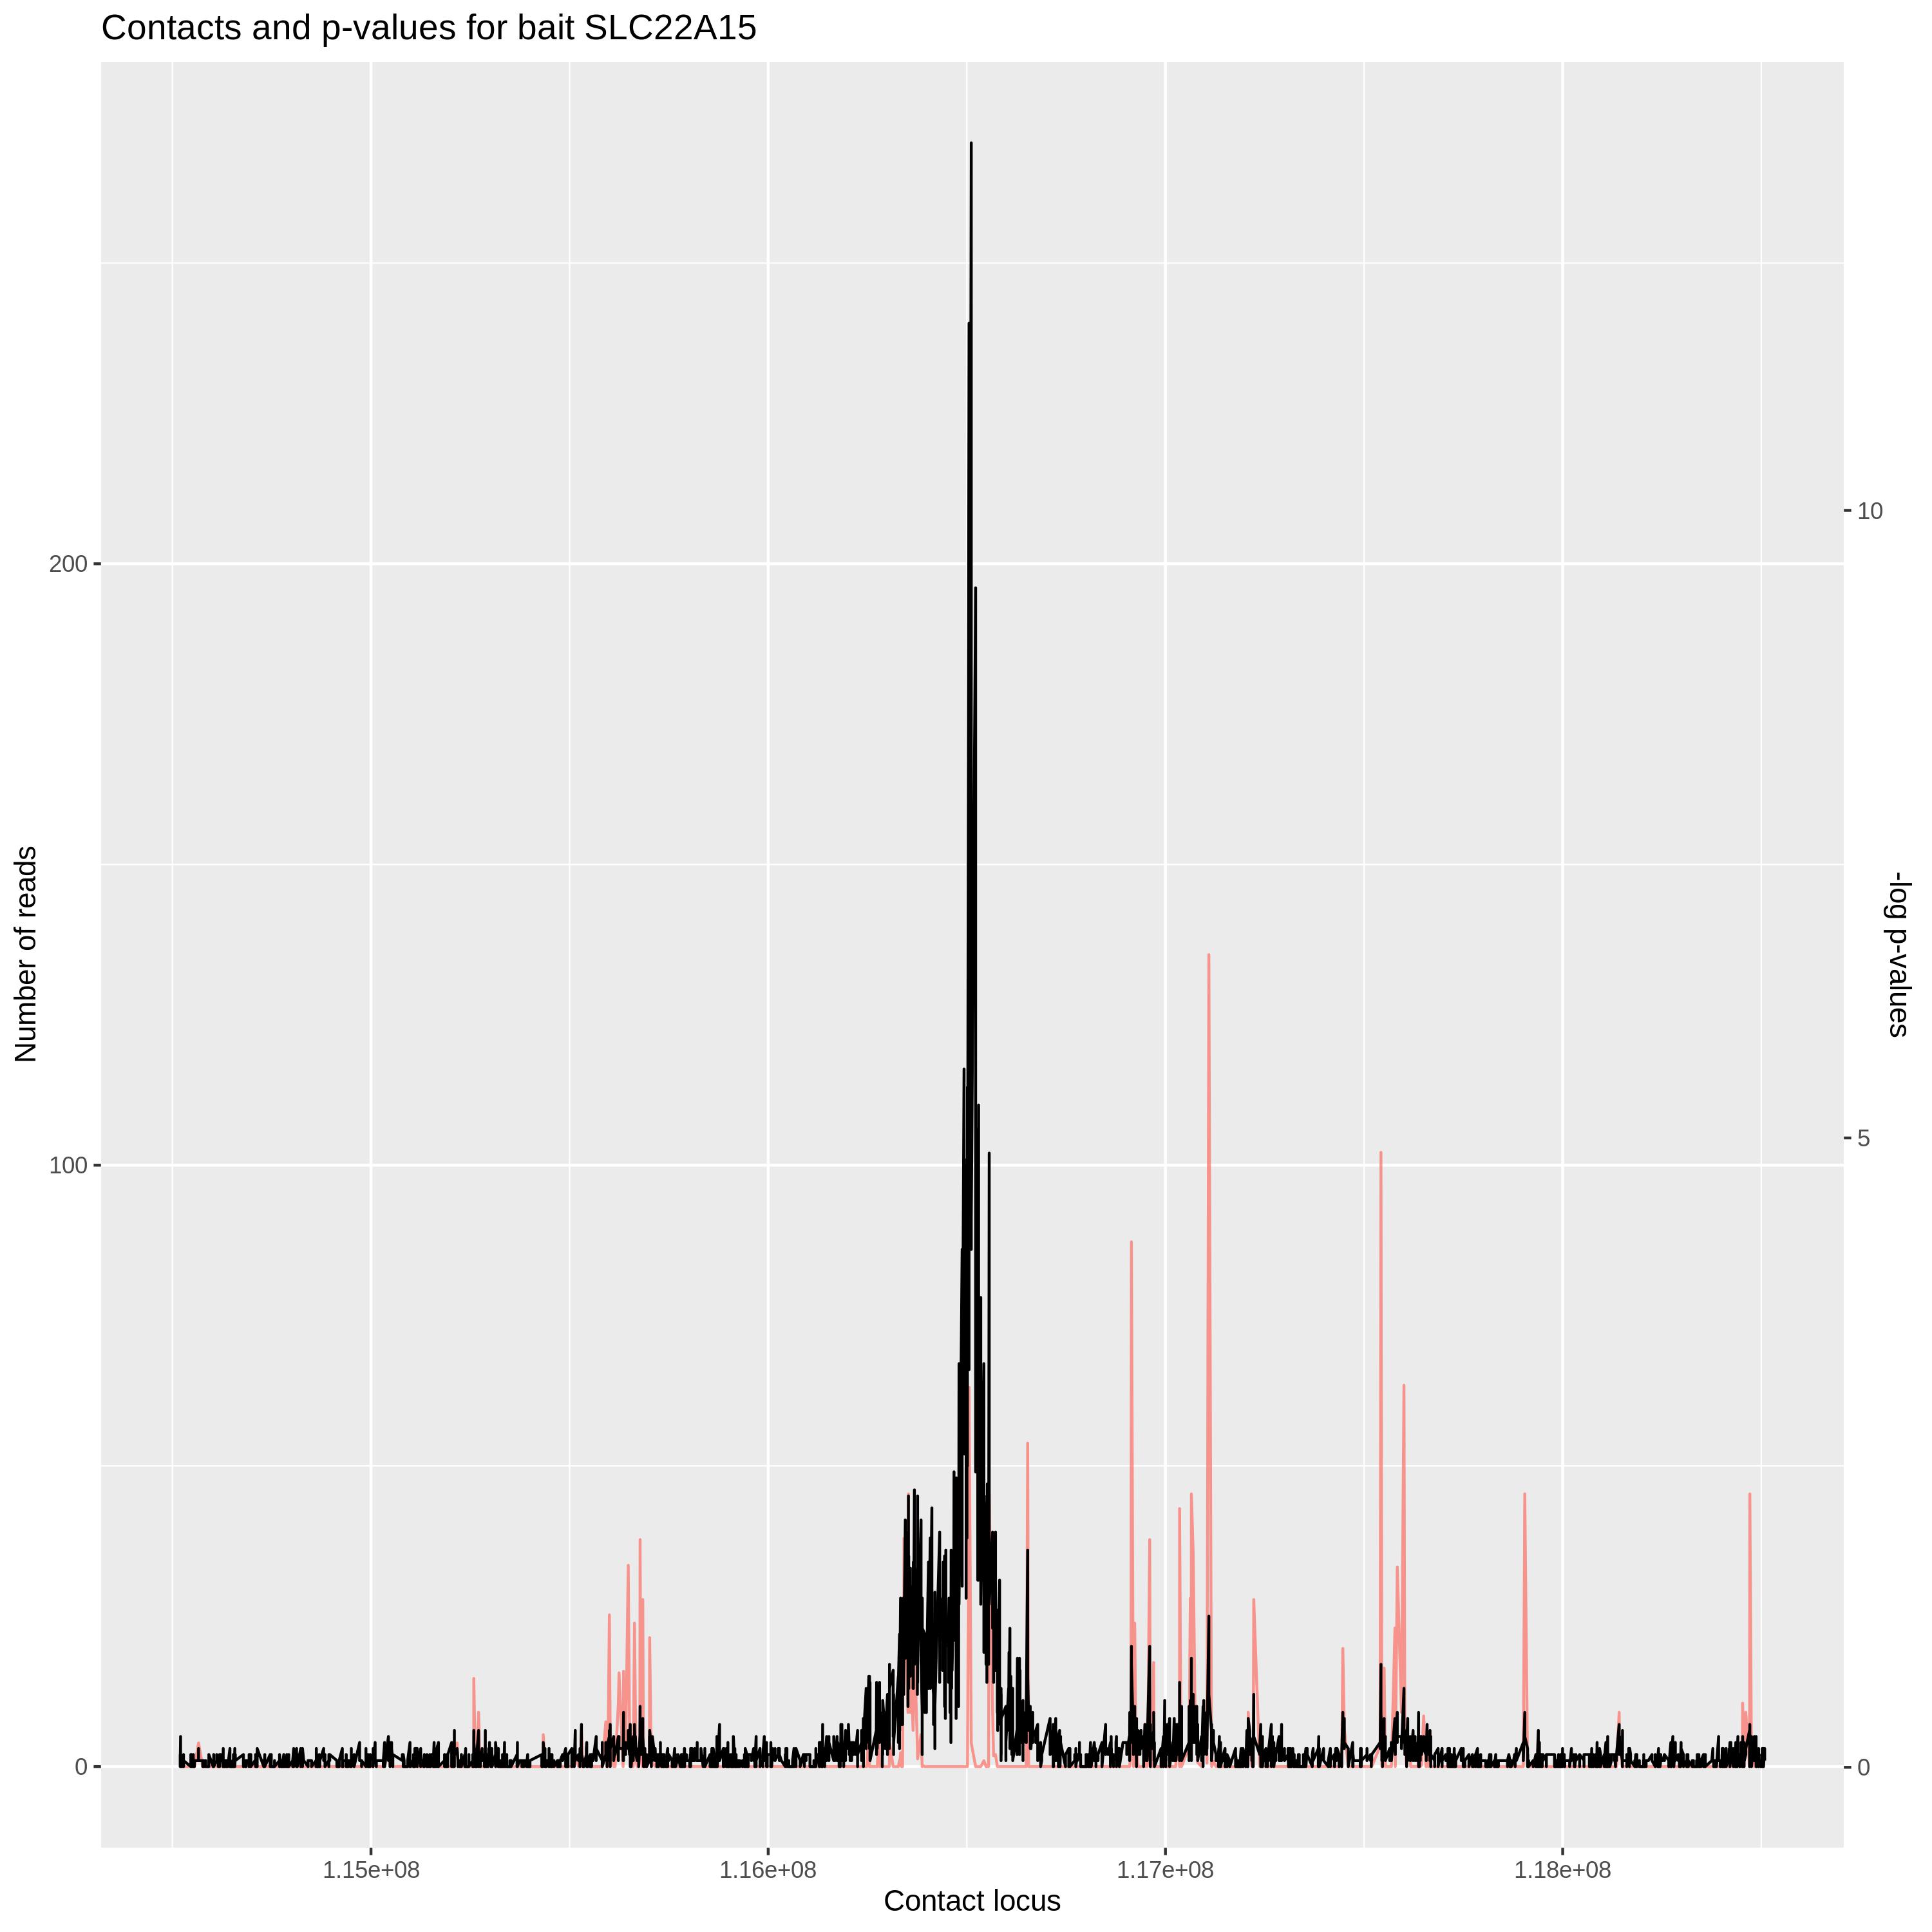 Contacts and p-values for bait SLC22A15
Number of reads
200
100
0
10
5
0
-log p-values
1.15e+08
1.16e+08
1.17e+08
1.18e+08
Contact locus